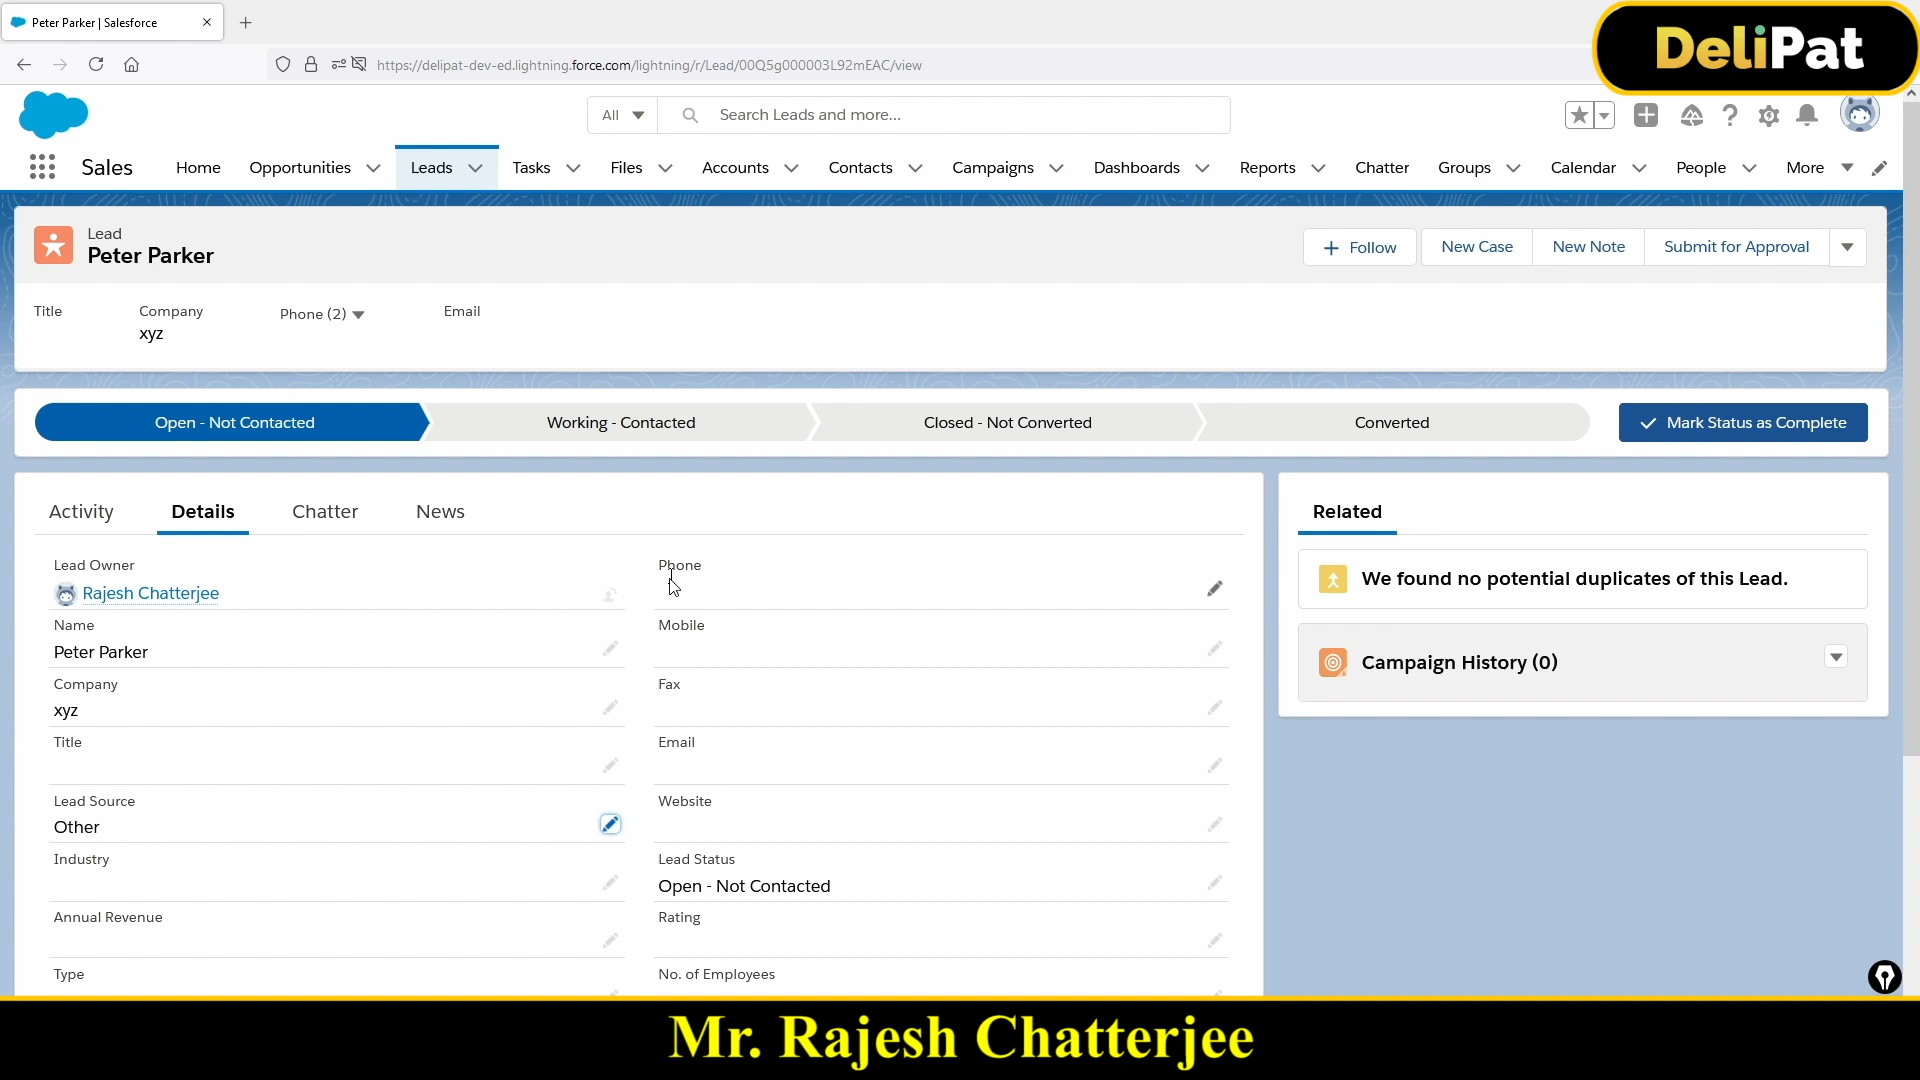 Peter Parker | Salesforce
DeliPat
https://delipat-dev-ed.lightning.force.com/lightning/r/Lead/00Q5g000003L92mEAC/view
All
Search Leads and more...
Sales
Home
Opportunities
Leads
Tasks
Files
Accounts
Contacts
Campaigns
Dashboards
Reports
Chatter
Groups
Calendar
People
More
Lead
Peter Parker
Follow
New Case
New Note
Submit for Approval
Title
Company
xyz
Phone (2)
Email
Open - Not Contacted
Working - Contacted
Closed - Not Converted
Converted
Mark Status as Complete
Activity
Details
Chatter
News
Lead Owner
Rajesh Chatterjee
Phone
Name
Peter Parker
Mobile
Company
xyz
Fax
Title
Email
Lead Source
Other
Website
Industry
Lead Status
Open - Not Contacted
Annual Revenue
Rating
Type
No. of Employees
Related
We found no potential duplicates of this Lead.
Campaign History (0)
Mr. Rajesh Chatterjee